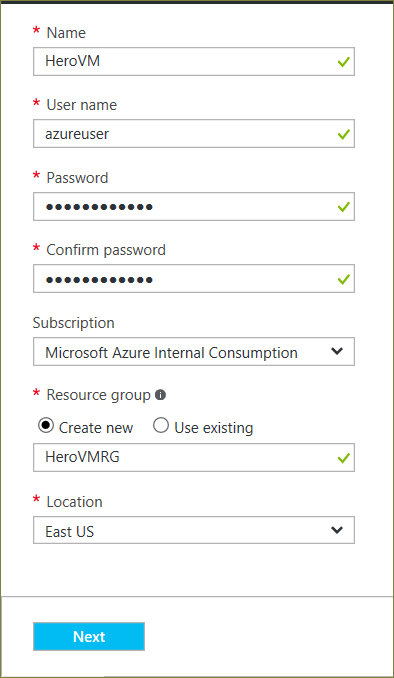 * Name
HeroVM
* User name
azureuser
* Password
●●●●●●●●●●●●
* Confirm password
●●●●●●●●●●●●
Subscription
Microsoft Azure Internal Consumption
* Resource group
Create new Use existing
HeroVMRG
* Location
East US
Next